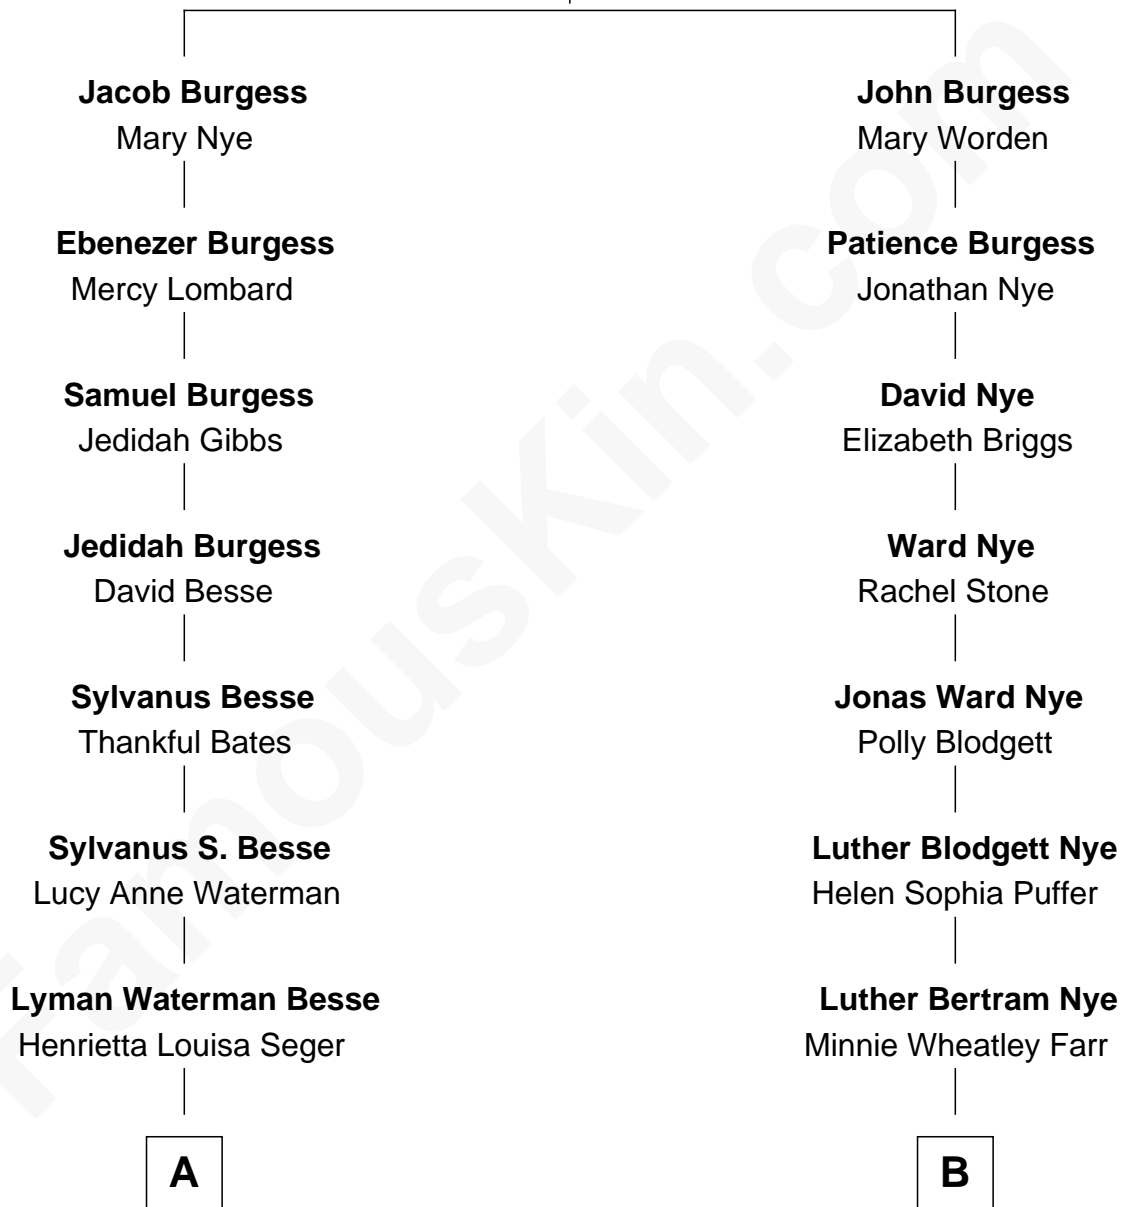 Jacob Burgess
Mary Nye
Ebenezer Burgess
Mercy Lombard
Samuel Burgess
Jedidah Gibbs
Jedidah Burgess
David Besse
Sylvanus Besse
Thankful Bates
Sylvanus S. Besse
Lucy Anne Waterman
Lyman Waterman Besse
Henrietta Louisa Seger
A
John Burgess
Mary Worden
Patience Burgess
Jonathan Nye
David Nye
Elizabeth Briggs
Ward Nye
Rachel Stone
Jonas Ward Nye
Polly Blodgett
Luther Blodgett Nye
Helen Sophia Puffer
Luther Bertram Nye
Minnie Wheatley Farr
B
FamousKin.com